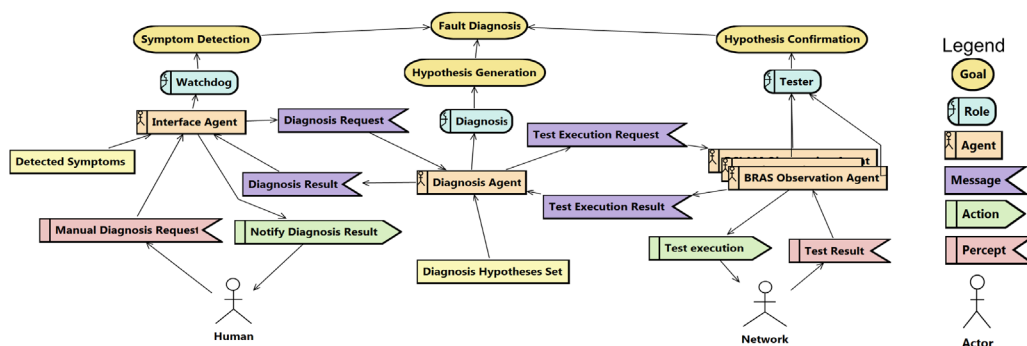 Fault Diagnosis
Symptom Detection
Hypothesis Confirmation
Legend
Hypothesis Generation
Goal
Watchdog
Tester
Role
Interface Agent
Diagnosis Request
Diagnosis
Test Execution Request
Agent
Detected Symptoms
Diagnosis Result
Diagnosis Agent
BRAS Observation Agent
Message
Test Execution Result
Manual Diagnosis Request
Notify Diagnosis Result
Action
Test execution
Test Result
Percept
Diagnosis Hypotheses Set
Human
Network
Actor